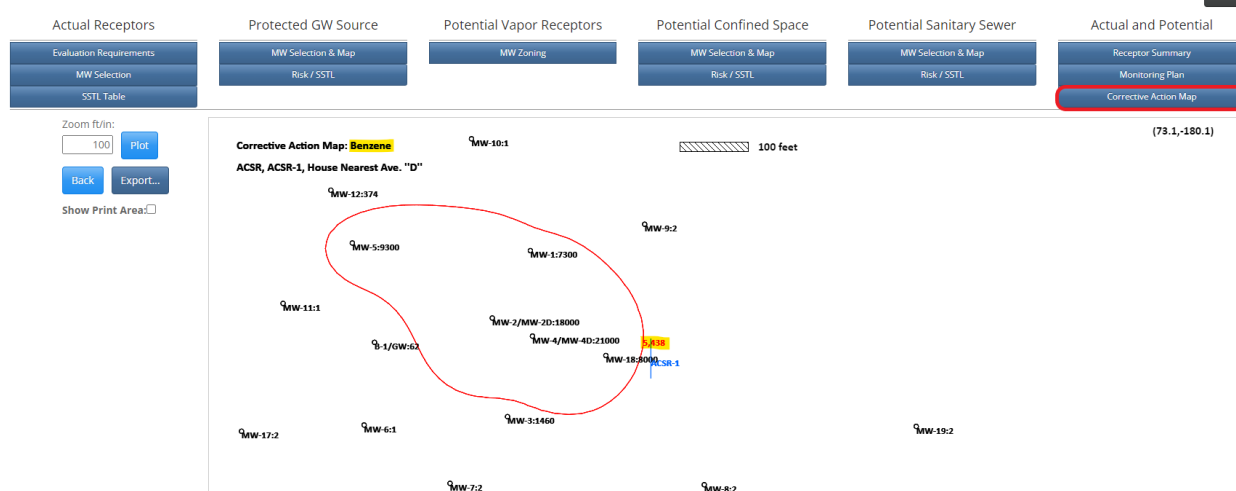 Actual Receptors
Protected GW Source
Potential Vapor Receptors
Potential Confined Space
Potential Sanitary Sewer
Actual and Potential
Evaluation Requirements
MW Selection & Map
MW Zoning
MW Selection & Map
MW Selection & Map
Receptor Summary
MW Selection
Risk / SSTL
Risk / SSTL
Risk / SSTL
Monitoring Plan
SSTL Table
Corrective Action Map
Zoom ft/in:
100
Plot
Back
Export...
Show Print Area:
(73.1,-180.1)
Corrective Action Map: Benzene
ACSR, ACSR-1, House Nearest Ave. "D"
100 feet
MW-10:1
MW-12:374
MW-9:2
MW-5:9300
MW-1:7300
MW-11:1
MW-2/MW-2D:18000
MW-4/MW-4D:21000
B-1/GW:62
5,438
MW-18:8000
ACSR-1
MW-3:1460
MW-6:1
MW-17:2
MW-19:2
MW-7:2
MW-8:2